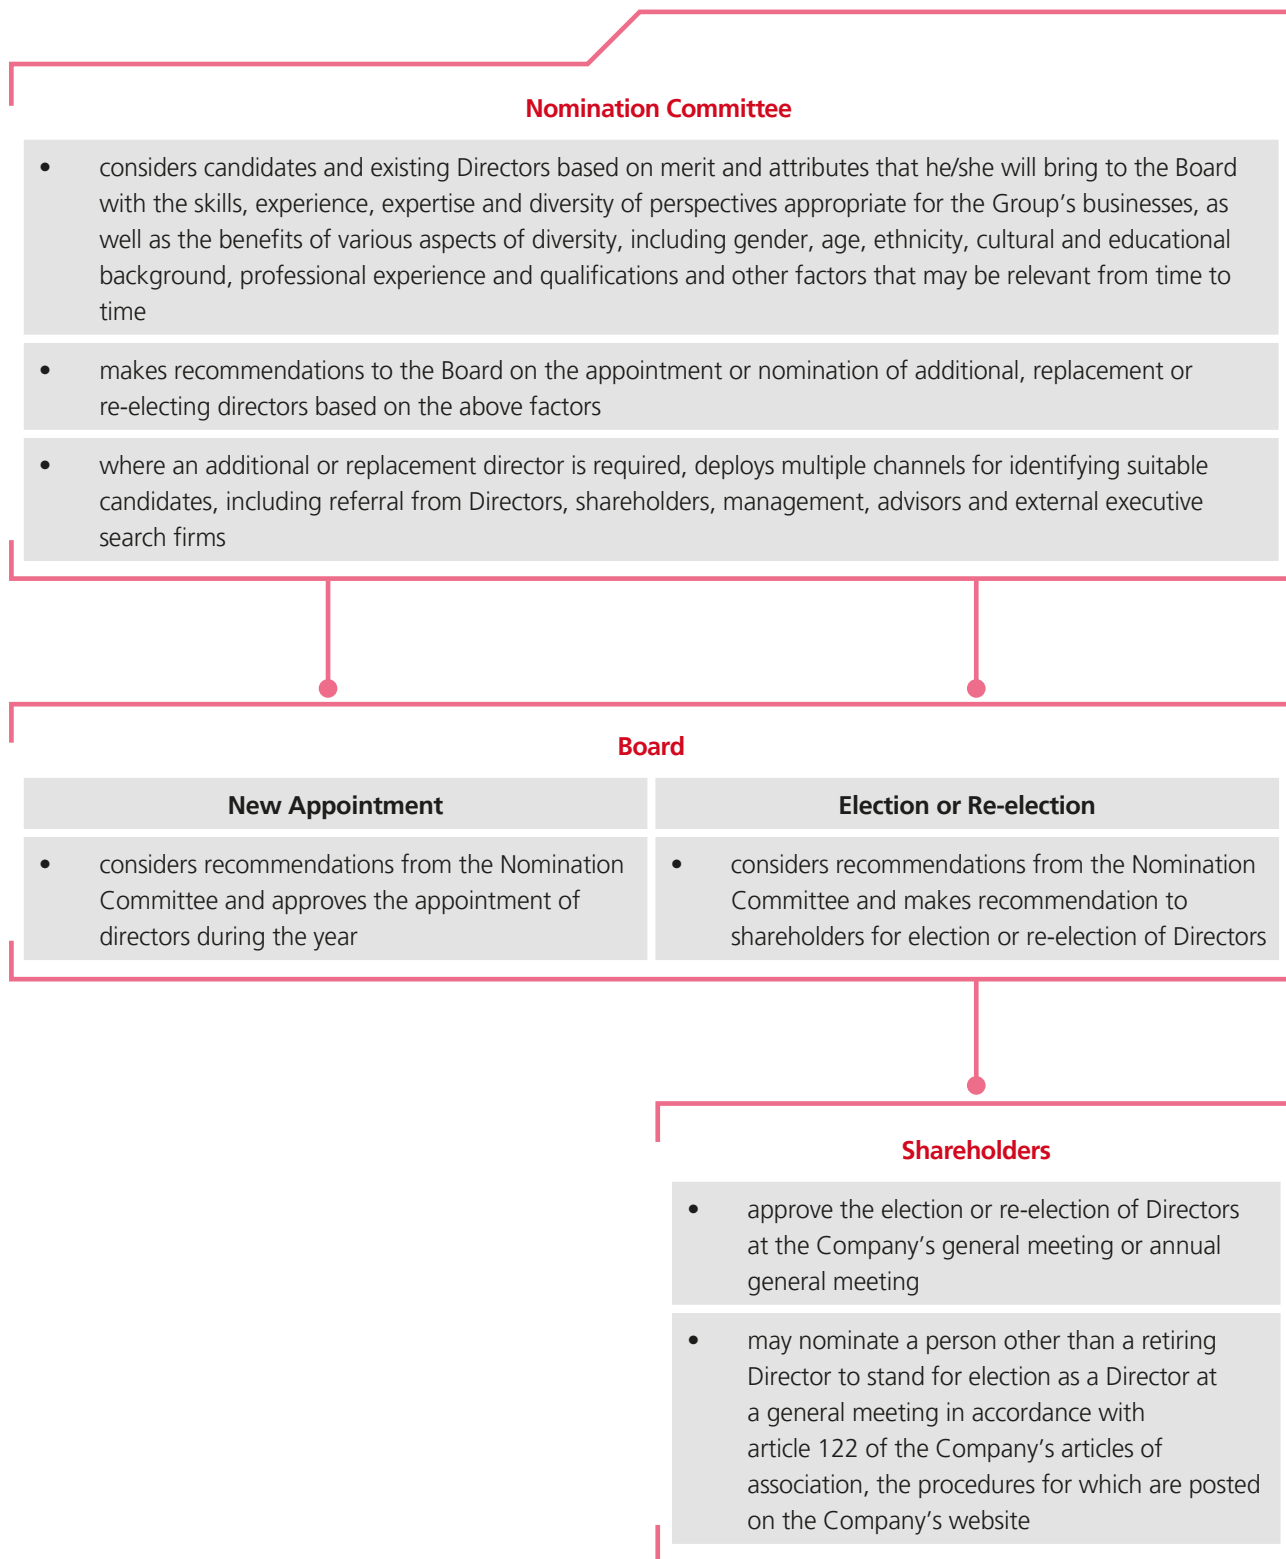 Nomination Committee
• considers candidates and existing Directors based on merit and attributes that he/she will bring to the Board
with the skills, experience, expertise and diversity of perspectives appropriate for the Group’s businesses, as
well as the benefits of various aspects of diversity, including gender, age, ethnicity, cultural and educational
background, professional experience and qualifications and other factors that may be relevant from time to
time
• makes recommendations to the Board on the appointment or nomination of additional, replacement or
re-electing directors based on the above factors
• where an additional or replacement director is required, deploys multiple channels for identifying suitable
candidates, including referral from Directors, shareholders, management, advisors and external executive
search firms
Board
New Appointment
• considers recommendations from the Nomination
Committee and approves the appointment of
directors during the year
Election or Re-election
• considers recommendations from the Nomination
Committee and makes recommendation to
shareholders for election or re-election of Directors
Shareholders
• approve the election or re-election of Directors
at the Company’s general meeting or annual
general meeting
• may nominate a person other than a retiring
Director to stand for election as a Director at
a general meeting in accordance with
article 122 of the Company’s articles of
association, the procedures for which are posted
on the Company’s website